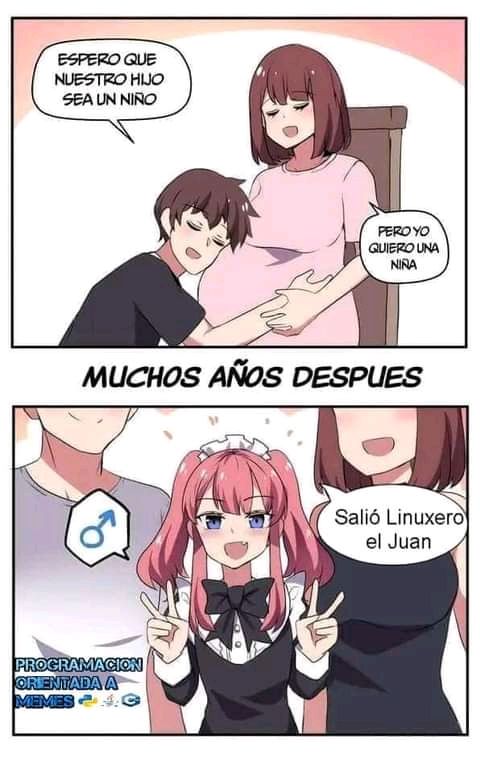 ESPERO QUE
NUESTRO HIJO
SEA UN NIÑO
PERO YO
QUIERO UNA
NIÑA
MUCHOS AÑOS DESPUES
Salió Linuxero
el Juan
PROGRAMACION
ORIENTADA A
MEMES